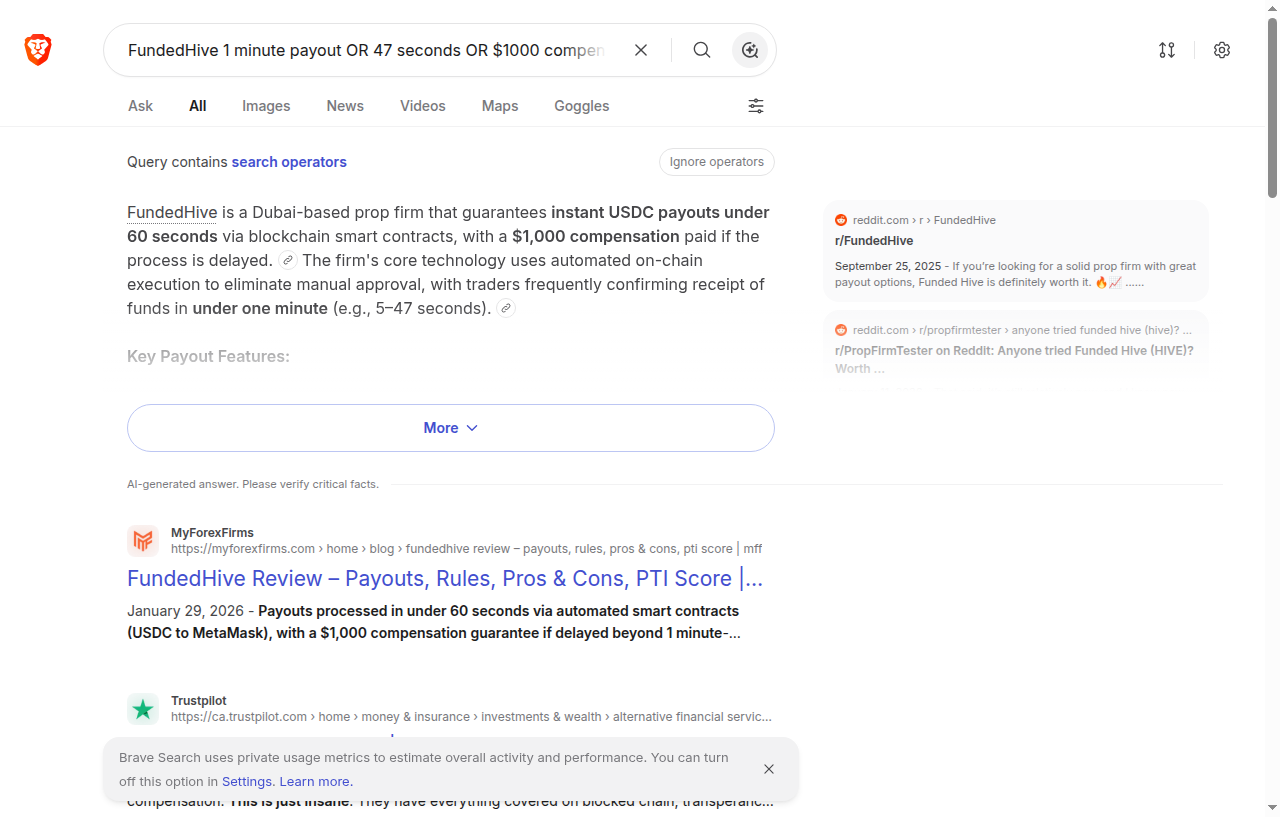 FundedHive 1 minute payout OR 47 seconds OR $1000 compen
Ask
All
Images
News
Videos
Maps
Goggles
Query contains search operators
Ignore operators
FundedHive is a Dubai-based prop firm that guarantees instant USDC payouts under
60 seconds via blockchain smart contracts, with a $1,000 compensation paid if the
process is delayed. The firm's core technology uses automated on-chain
execution to eliminate manual approval, with traders frequently confirming receipt of
funds in under one minute (e.g., 5–47 seconds).
Key Payout Features:
More
reddit.com › r › FundedHive
r/FundedHive
September 25, 2025 - If you're looking for a solid prop firm with great
payout options, Funded Hive is definitely worth it. 🔥📈 ......
reddit.com › r/propfirmtester › anyone tried funded hive (hive)? ...
r/PropFirmTester on Reddit: Anyone tried Funded Hive (HIVE)?
Worth ...
AI-generated answer. Please verify critical facts.
MyForexFirms
https://myforexfirms.com › home › blog › fundedhive review – payouts, rules, pros & cons, pti score | mff
FundedHive Review – Payouts, Rules, Pros & Cons, PTI Score |...
January 29, 2026 - Payouts processed in under 60 seconds via automated smart contracts
(USDC to MetaMask), with a $1,000 compensation guarantee if delayed beyond 1 minute-...
Trustpilot
https://ca.trustpilot.com › home › money & insurance › investments & wealth › alternative financial servic...
Brave Search uses private usage metrics to estimate overall activity and performance. You can turn
off this option in Settings. Learn more.
compensation. This is just insane. They have everything covered on blocked chain, transperanc...